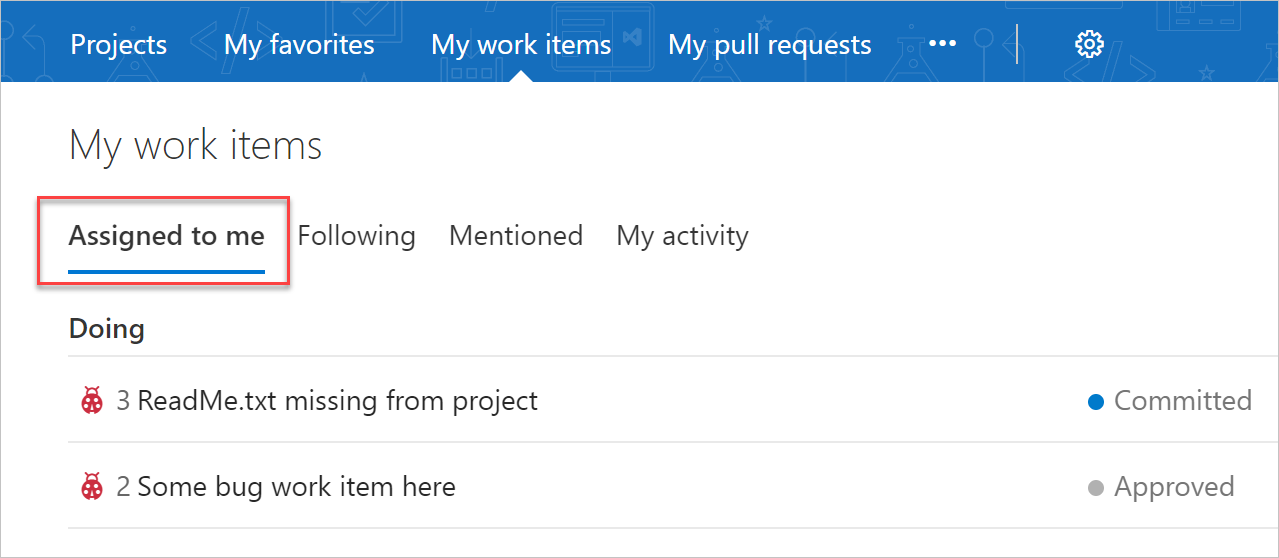 Projects My favorites My work items My pull requests ...
My work items
Assigned to me Following Mentioned My activity
Doing
3 ReadMe.txt missing from project Committed
2 Some bug work item here Approved